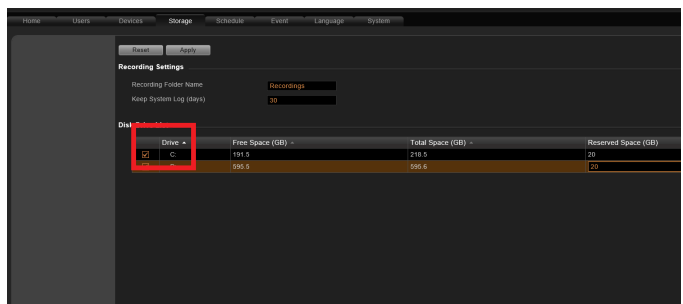 Home Users Devices Storage Schedule Event Language System
Reset Apply
Recording Settings
Recording Folder Name Recordings
Keep System Log (days) 30
Drive Free Space (GB) Total Space (GB) Reserved Space (GB)
C: 191.5 218.5 20
595.5 595.6 20